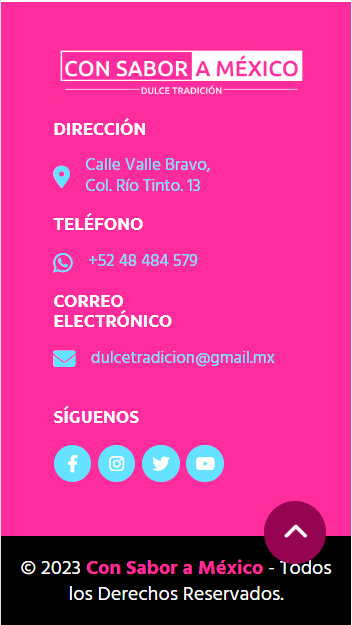 CON SABOR A MÉXICO
DULCE TRADICIÓN
DIRECCIÓN
Calle Valle Bravo,
Col. Río Tinto. 13
TELÉFONO
+52 48 484 579
CORREO
ELECTRÓNICO
dulcetradicion@gmail.mx
SÍGUENOS
© 2023 Con Sabor a México - Todos
los Derechos Reservados.